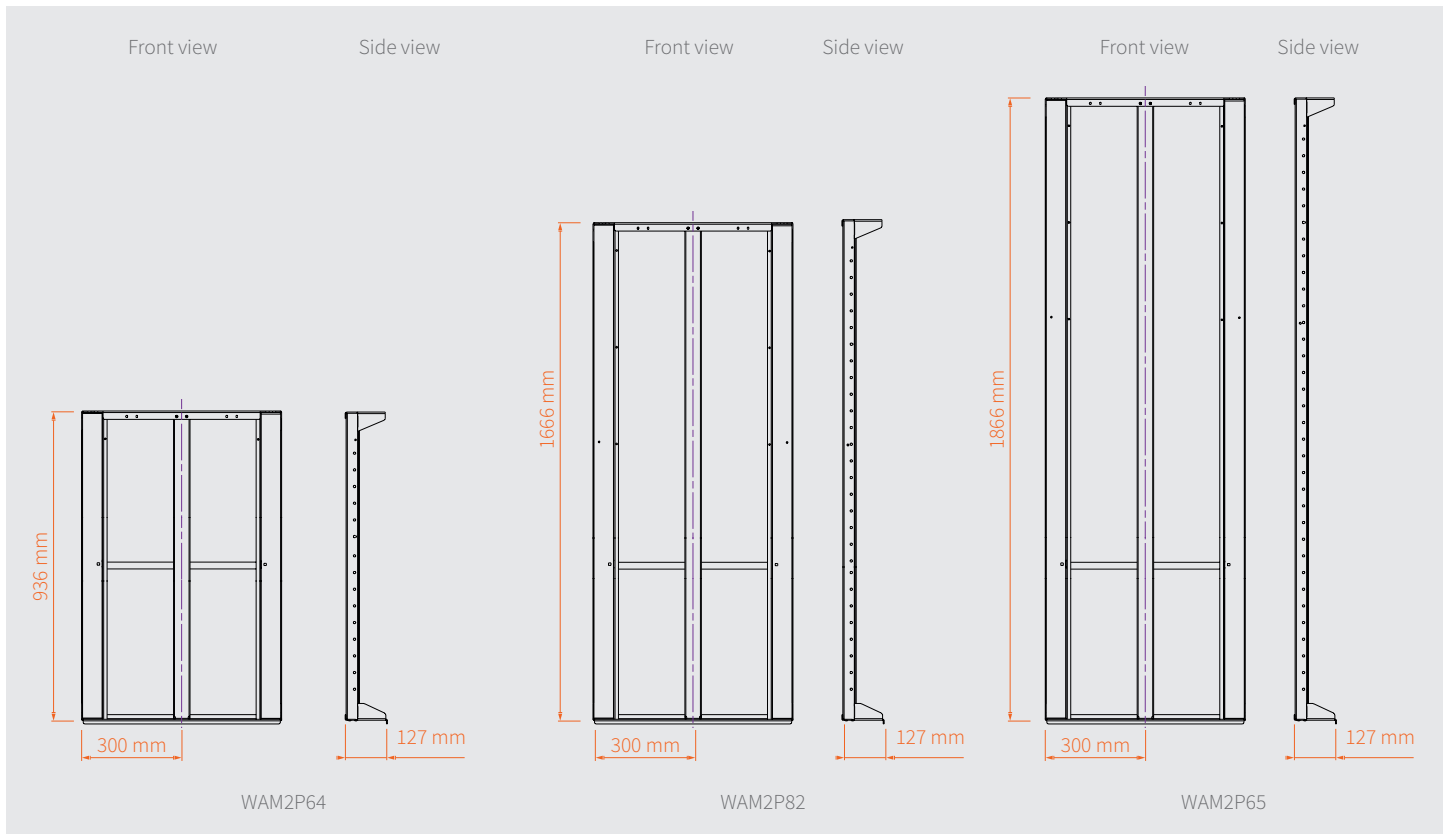 Front view
Side view
Front view
Side view
Front view
Side view
936 mm
1666 mm
1866 mm
300 mm
127 mm
300 mm
127 mm
300 mm
127 mm
WAM2P64
WAM2P82
WAM2P65